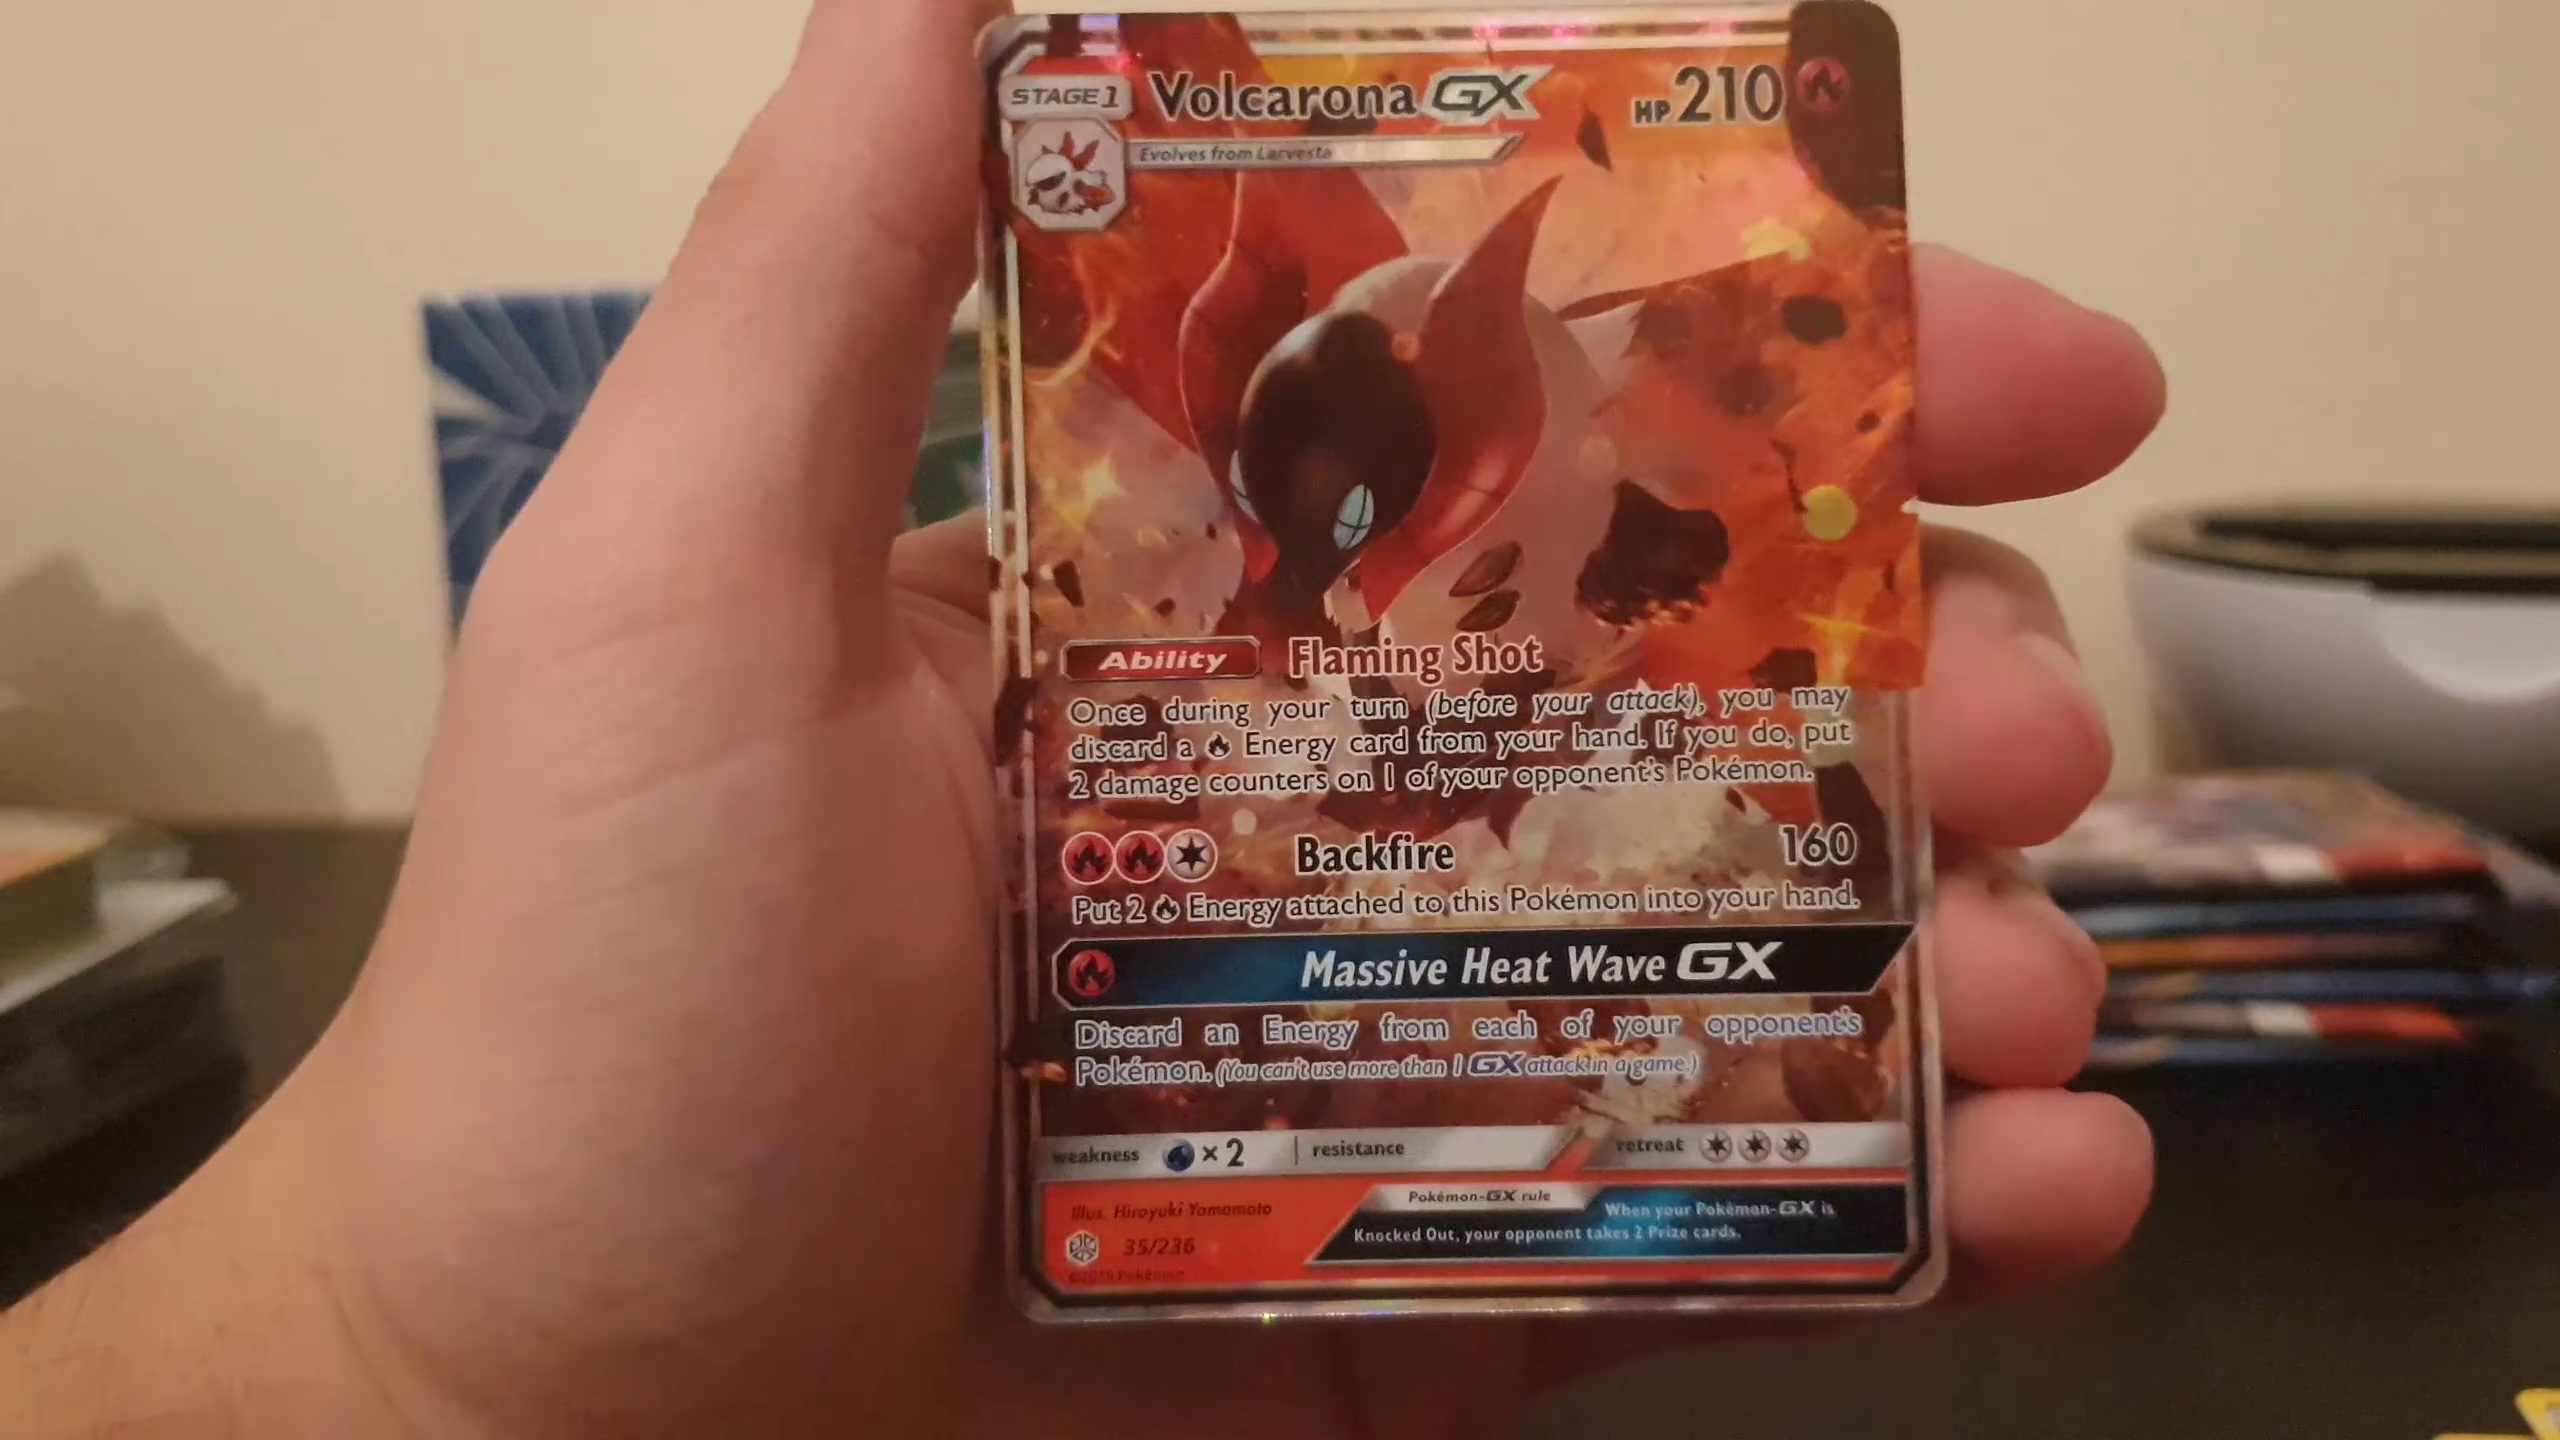 STAGE 1 Volcarona GX HP 210
Evolves from Larvesta
Ability Flaming Shot
Once during your turn (before your attack), you may
discard a Energy card from your hand. If you do, put
2 damage counters on 1 of your opponent's Pokémon.
Backfire 160
Put 2 Energy attached to this Pokémon into your hand.
Massive Heat Wave GX
Discard an Energy from each of your opponent's
Pokémon. (You can't use more than 1 GX attack in a game.)
weakness ×2 resistance retreat
Illus. Hiroyuki Yamamoto
35/236
©2019 Pokémon
Pokémon-GX rule
When your Pokémon-GX is
Knocked Out, your opponent takes 2 Prize cards.